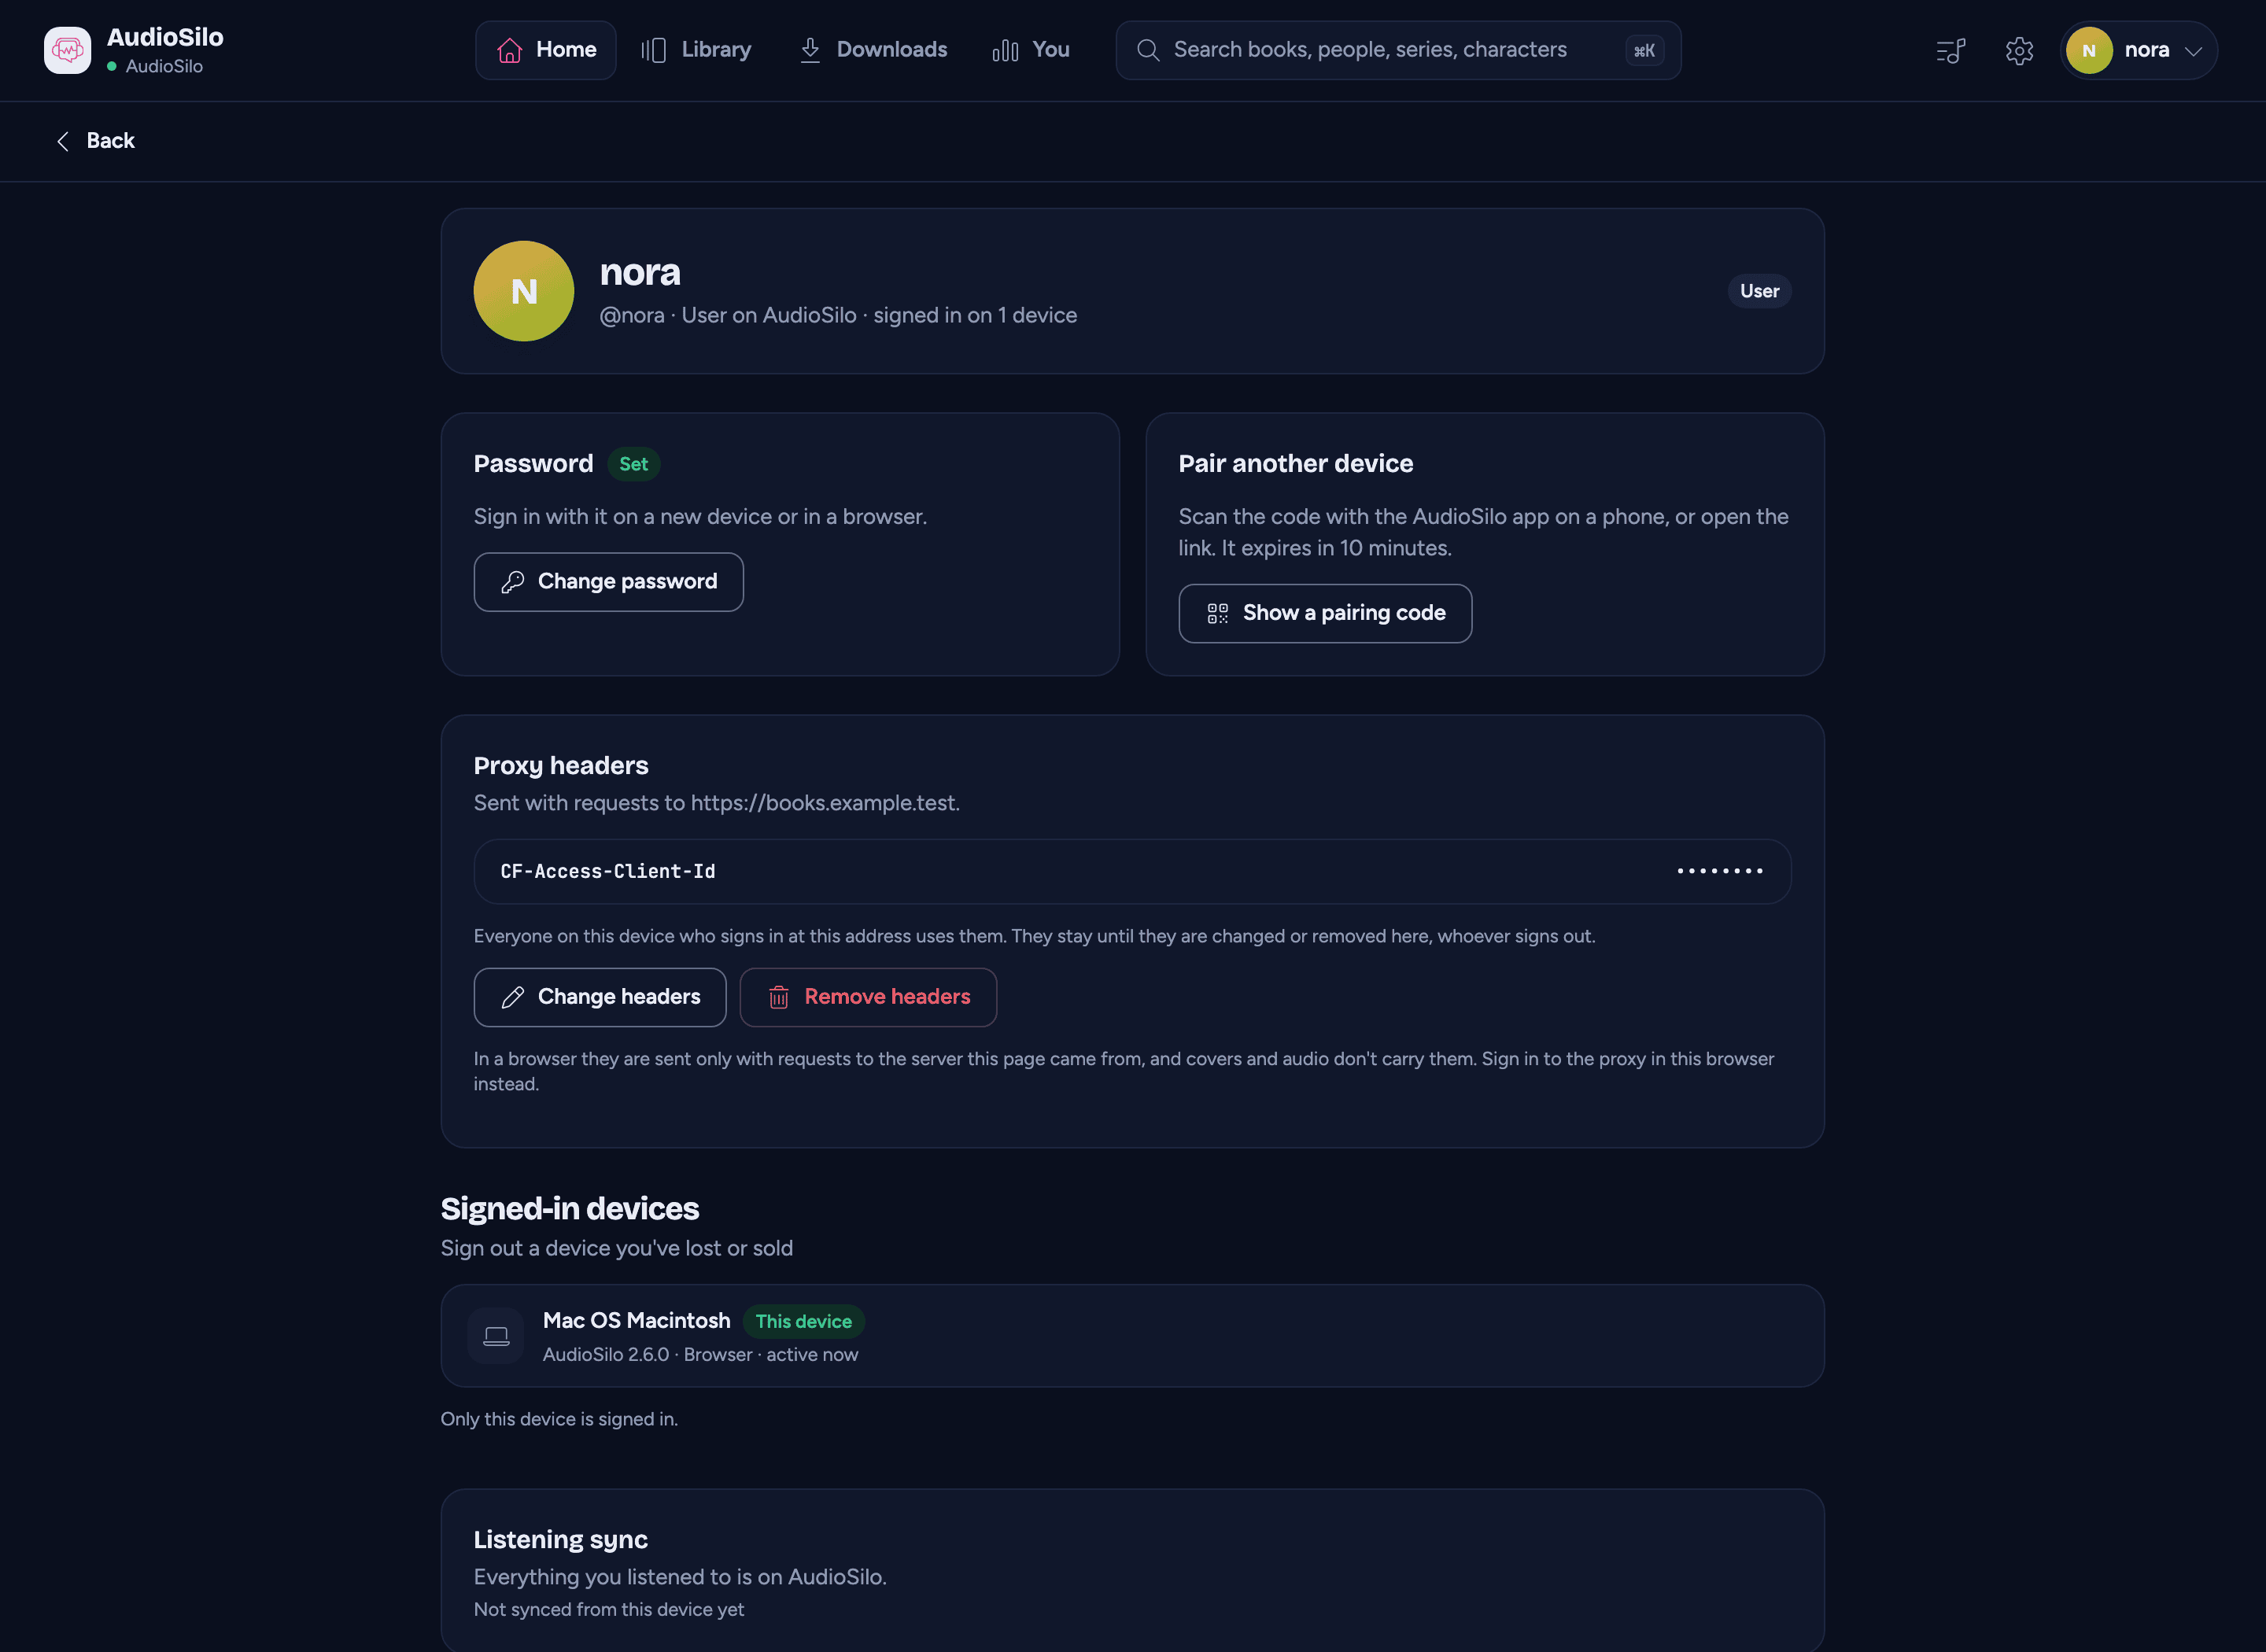 AudioSilo
AudioSilo
Home
Library
Downloads
You
Search books, people, series, characters
⌘K
N
nora
Back
N
nora
@nora · User on AudioSilo · signed in on 1 device
User
Password
Set
Sign in with it on a new device or in a browser.
Change password
Pair another device
Scan the code with the AudioSilo app on a phone, or open the
link. It expires in 10 minutes.
Show a pairing code
Proxy headers
Sent with requests to https://books.example.test.
CF-Access-Client-Id
••••••••
Everyone on this device who signs in at this address uses them. They stay until they are changed or removed here, whoever signs out.
Change headers
Remove headers
In a browser they are sent only with requests to the server this page came from, and covers and audio don't carry them. Sign in to the proxy in this browser
instead.
Signed-in devices
Sign out a device you've lost or sold
Mac OS Macintosh
This device
AudioSilo 2.6.0 · Browser · active now
Only this device is signed in.
Listening sync
Everything you listened to is on AudioSilo.
Not synced from this device yet